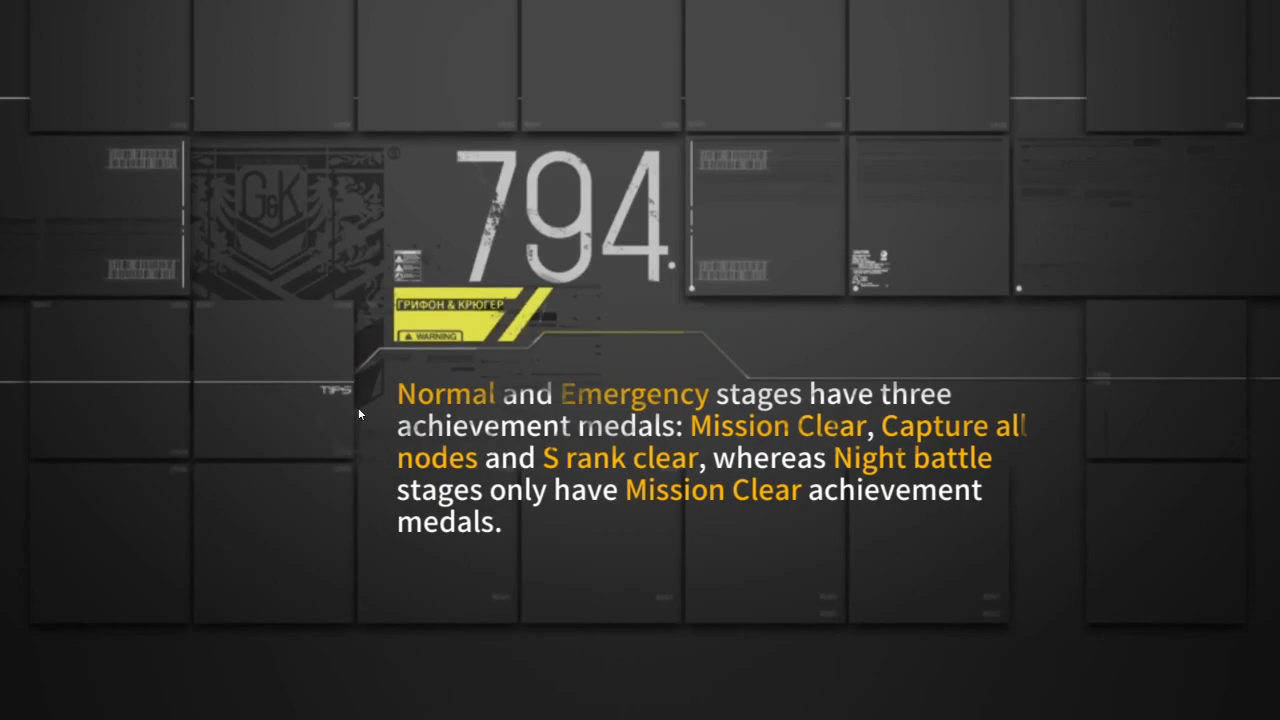 G&K
794.
ГРИФОН & КРЮГЕР
WARNING
TIPS
Normal and Emergency stages have three
achievement medals: Mission Clear, Capture all
nodes and S rank clear, whereas Night battle
stages only have Mission Clear achievement
medals.